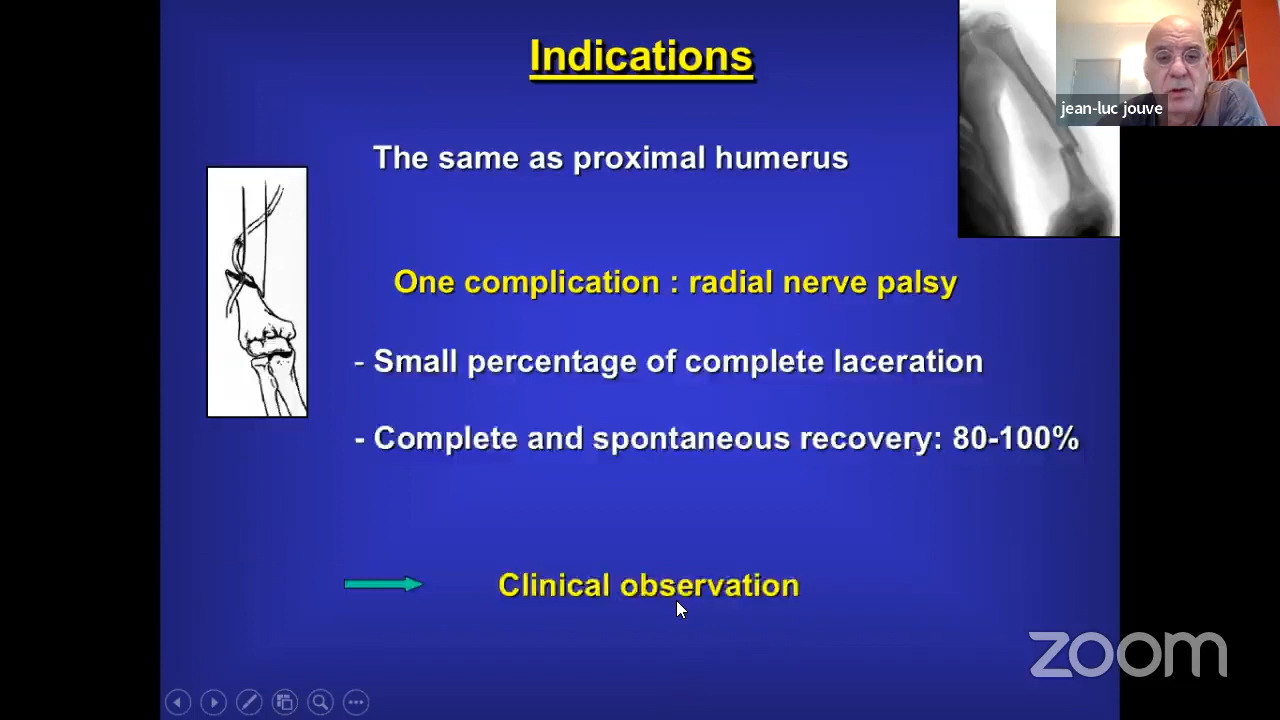 Indications
jean-luc jouve
The same as proximal humerus
One complication : radial nerve palsy
- Small percentage of complete laceration
- Complete and spontaneous recovery: 80-100%
Clinical observation
zoom